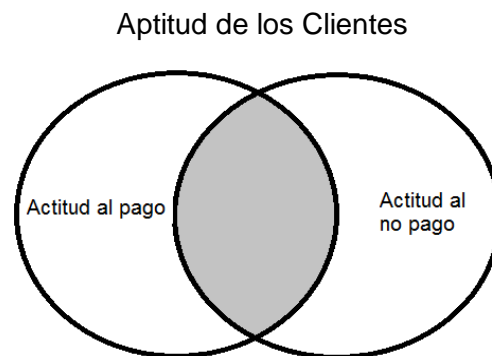 Aptitud de los Clientes
Actitud al pago
Actitud al
no pago